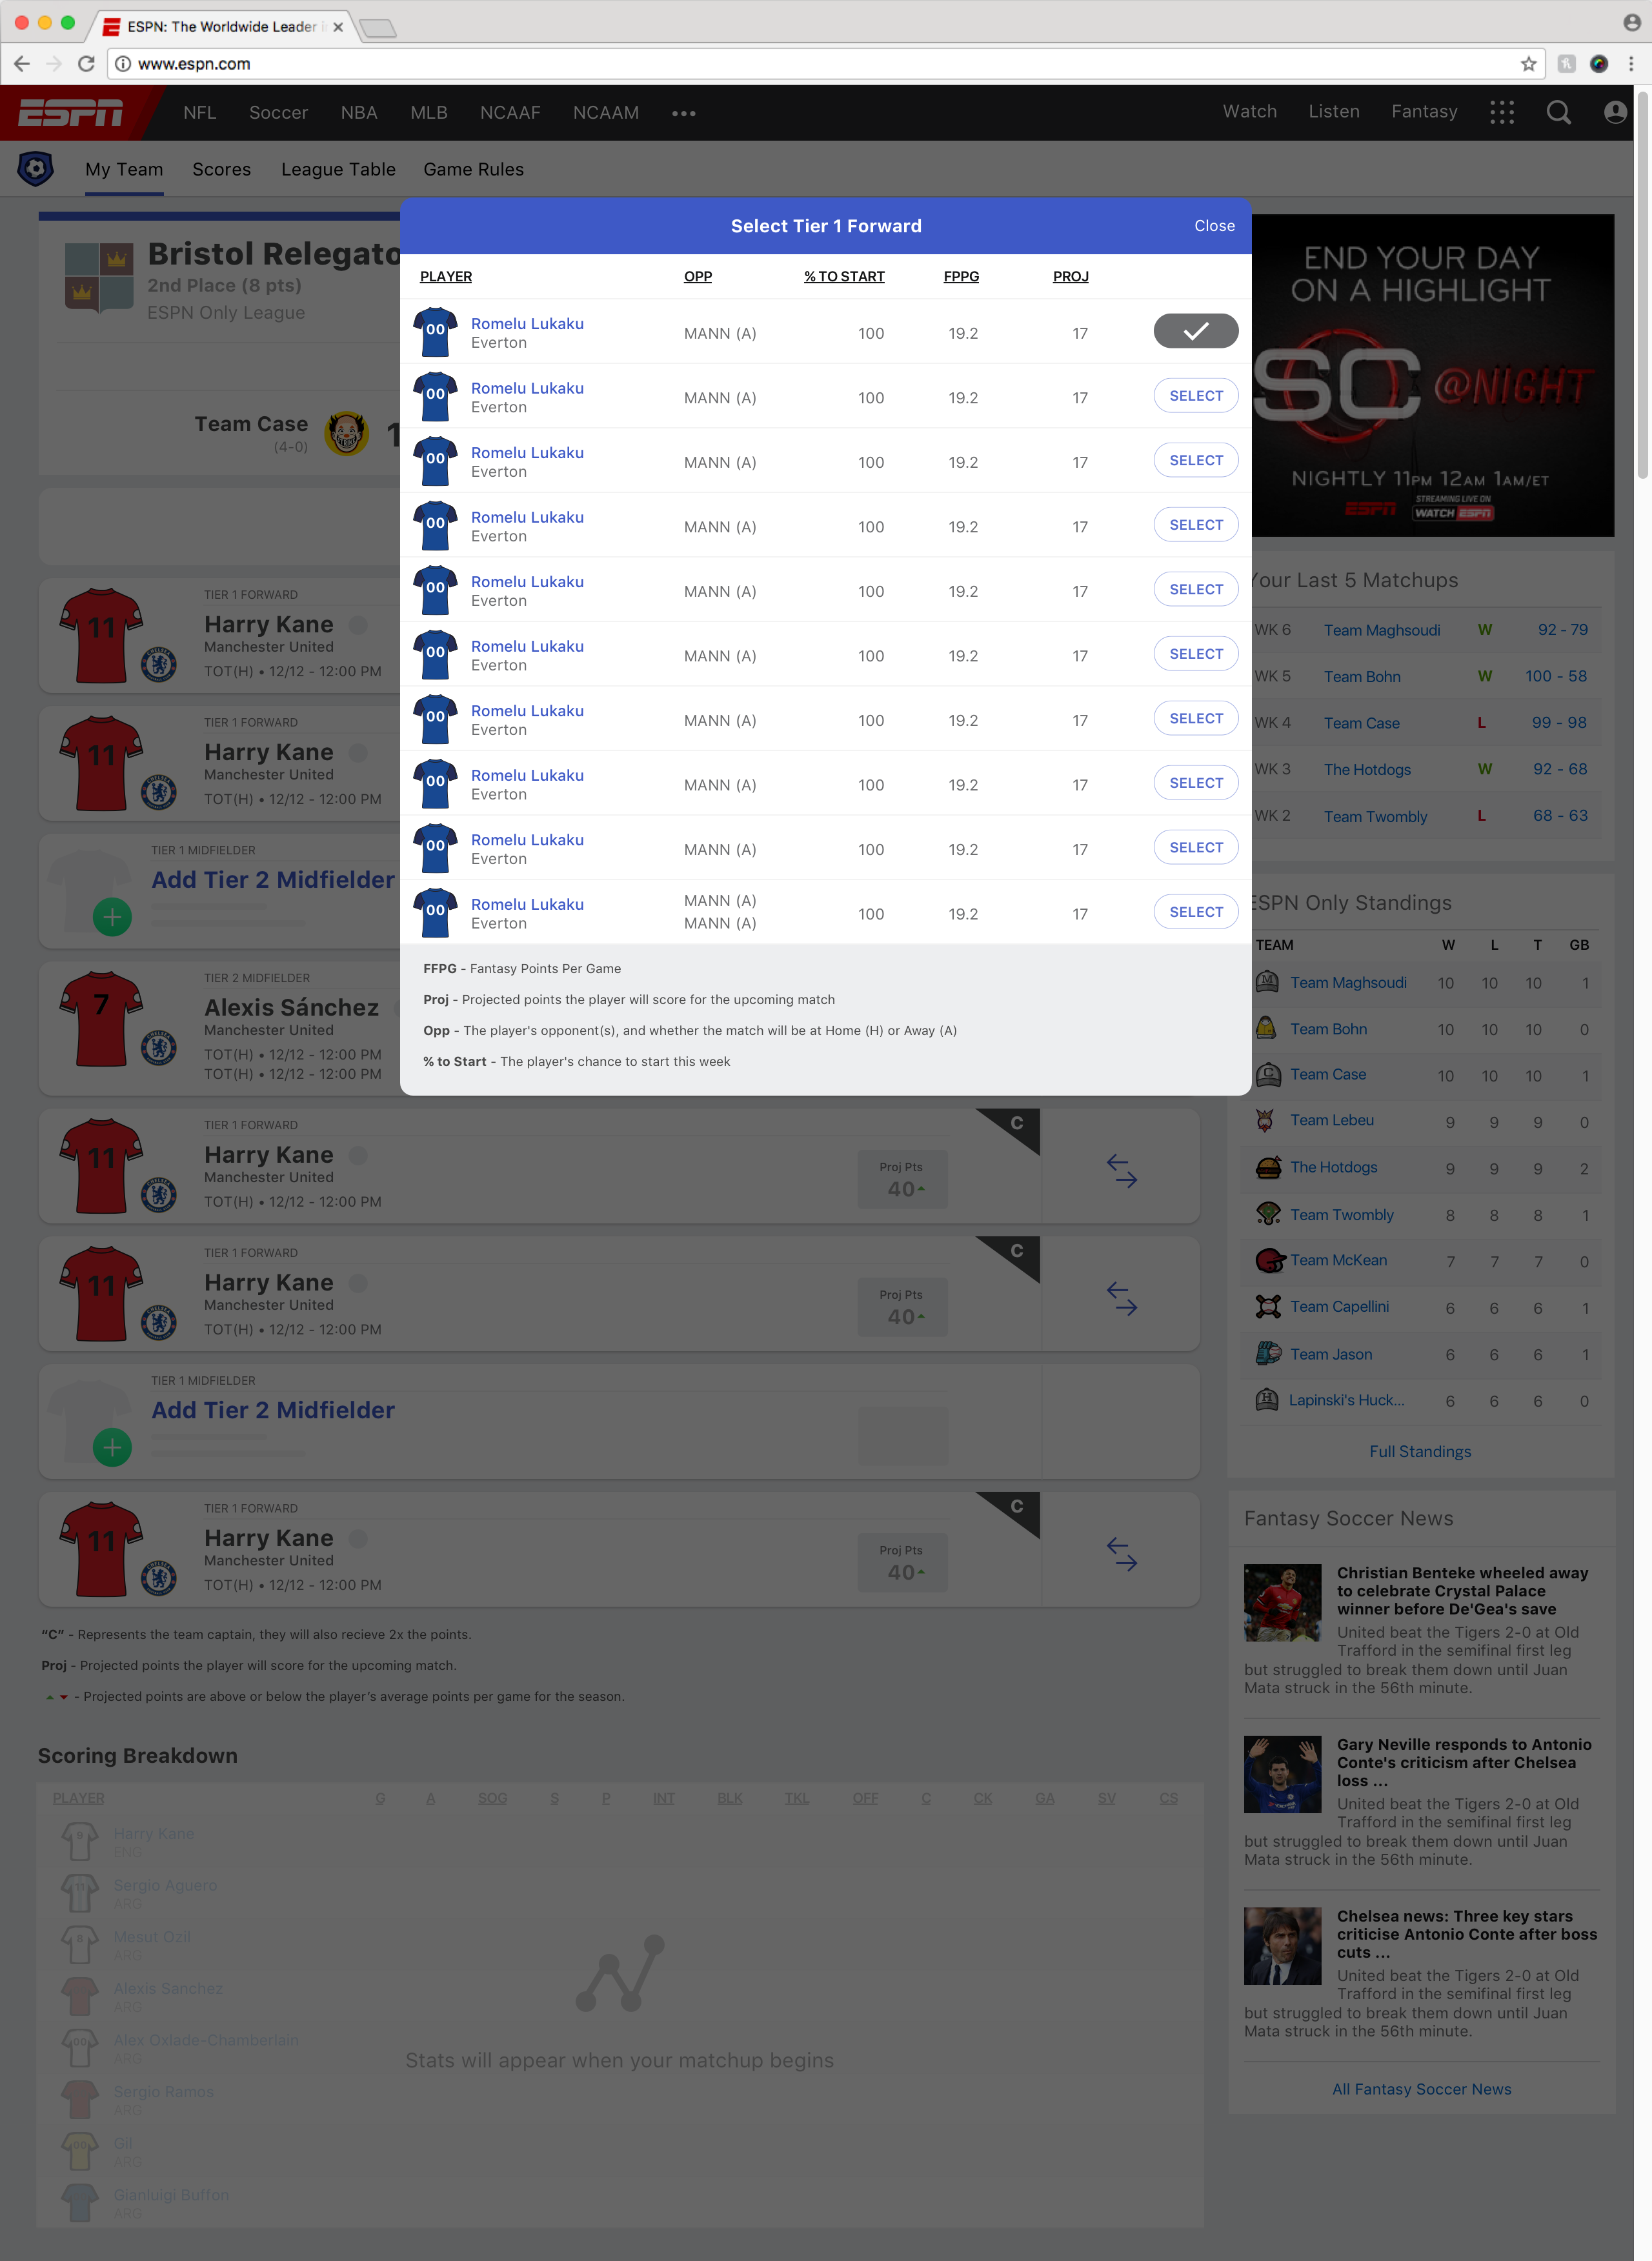 ESPN: The Worldwide Leader i
www.espn.com
ESPN NFL Soccer NBA MLB NCAAF NCAAM Watch Listen Fantasy
My Team Scores League Table Game Rules
Bristol Relegato
2nd Place (8 pts)
ESPN Only League
Team Case
(4-0)
1
TIER 1 FORWARD
Harry Kane
Manchester United
TOT(H) • 12/12 - 12:00 PM
11
TIER 1 FORWARD
Harry Kane
Manchester United
TOT(H) • 12/12 - 12:00 PM
11
TIER 1 MIDFIELDER
Add Tier 2 Midfielder
TIER 2 MIDFIELDER
Alexis Sánchez
Manchester United
TOT(H) • 12/12 - 12:00 PM
TOT(H) • 12/12 - 12:00 PM
7
Select Tier 1 Forward Close
PLAYER OPP % TO START FPPG PROJ
00 Romelu Lukaku
Everton MANN (A) 100 19.2 17
00 Romelu Lukaku
Everton MANN (A) 100 19.2 17 SELECT
00 Romelu Lukaku
Everton MANN (A) 100 19.2 17 SELECT
00 Romelu Lukaku
Everton MANN (A) 100 19.2 17 SELECT
00 Romelu Lukaku
Everton MANN (A) 100 19.2 17 SELECT
00 Romelu Lukaku
Everton MANN (A) 100 19.2 17 SELECT
00 Romelu Lukaku
Everton MANN (A) 100 19.2 17 SELECT
00 Romelu Lukaku
Everton MANN (A) 100 19.2 17 SELECT
00 Romelu Lukaku
Everton MANN (A) 100 19.2 17 SELECT
00 Romelu Lukaku MANN (A)
Everton MANN (A) 100 19.2 17 SELECT
FFPG - Fantasy Points Per Game
Proj - Projected points the player will score for the upcoming match
Opp - The player's opponent(s), and whether the match will be at Home (H) or Away (A)
% to Start - The player's chance to start this week
TIER 1 FORWARD
Harry Kane
Manchester United
TOT(H) • 12/12 - 12:00 PM
11
Proj Pts
40
C
TIER 1 FORWARD
Harry Kane
Manchester United
TOT(H) • 12/12 - 12:00 PM
11
Proj Pts
40
C
TIER 1 MIDFIELDER
Add Tier 2 Midfielder
TIER 1 FORWARD
Harry Kane
Manchester United
TOT(H) • 12/12 - 12:00 PM
11
Proj Pts
40
C
“C” - Represents the team captain, they will also recieve 2x the points.
Proj - Projected points the player will score for the upcoming match.
- Projected points are above or below the player’s average points per game for the season.
Scoring Breakdown
PLAYER G A SOG S P INT BLK TKL OFF C CK GA SV CS
9 Harry Kane
ENG
11 Sergio Aguero
ARG
8 Mesut Ozil
ARG
Alexis Sanchez
ARG
00 Alex Oxlade-Chamberlain
ARG
Sergio Ramos
ARG
00 Gil
ARG
Gianluigi Buffon
ARG
Stats will appear when your matchup begins
END YOUR DAY
ON A HIGHLIGHT
SC @NIGHT
NIGHTLY 11PM 12AM 1AM/ET
ESPN STREAMING LIVE ON
WATCH ESPN
Your Last 5 Matchups
WK 6 Team Maghsoudi W 92 - 79
WK 5 Team Bohn W 100 - 58
WK 4 Team Case L 99 - 98
WK 3 The Hotdogs W 92 - 68
WK 2 Team Twombly L 68 - 63
ESPN Only Standings
TEAM W L T GB
M Team Maghsoudi 10 10 10 1
Team Bohn 10 10 10 0
C Team Case 10 10 10 1
Team Lebeu 9 9 9 0
The Hotdogs 9 9 9 2
Team Twombly 8 8 8 1
Team McKean 7 7 7 0
Team Capellini 6 6 6 1
Team Jason 6 6 6 1
H Lapinski's Huck... 6 6 6 0
Full Standings
Fantasy Soccer News
Christian Benteke wheeled away
to celebrate Crystal Palace
winner before De'Gea's save
United beat the Tigers 2-0 at Old
Trafford in the semifinal first leg
but struggled to break them down until Juan
Mata struck in the 56th minute.
Gary Neville responds to Antonio
Conte's criticism after Chelsea
loss ...
United beat the Tigers 2-0 at Old
Trafford in the semifinal first leg
but struggled to break them down until Juan
Mata struck in the 56th minute.
Chelsea news: Three key stars
criticise Antonio Conte after boss
cuts ...
United beat the Tigers 2-0 at Old
Trafford in the semifinal first leg
but struggled to break them down until Juan
Mata struck in the 56th minute.
All Fantasy Soccer News